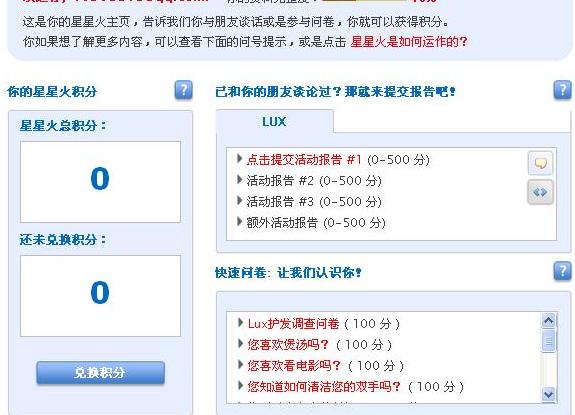 这是你的星星火主页，告诉我们你与朋友谈话或是参与问卷，你就可以获得积分。
你如果想了解更多内容，可以查看下面的问号提示，或是点击 星星火是如何运作的？
你的星星火积分
?
星星火总积分：
0
还未兑换积分：
0
兑换积分
已和你的朋友谈论过？那就来提交报告吧！
?
LUX
点击提交活动报告 #1 (0-500 分)
活动报告 #2 (0-500 分)
活动报告 #3 (0-500 分)
额外活动报告 (0-500 分)
快速问卷: 让我们认识你！
?
Lux护发调查问卷 ( 100 分 )
您喜欢煲汤吗？ ( 100 分 )
您喜欢看电影吗？ ( 100 分 )
您知道如何清洁您的双手吗？ ( 100 分 )